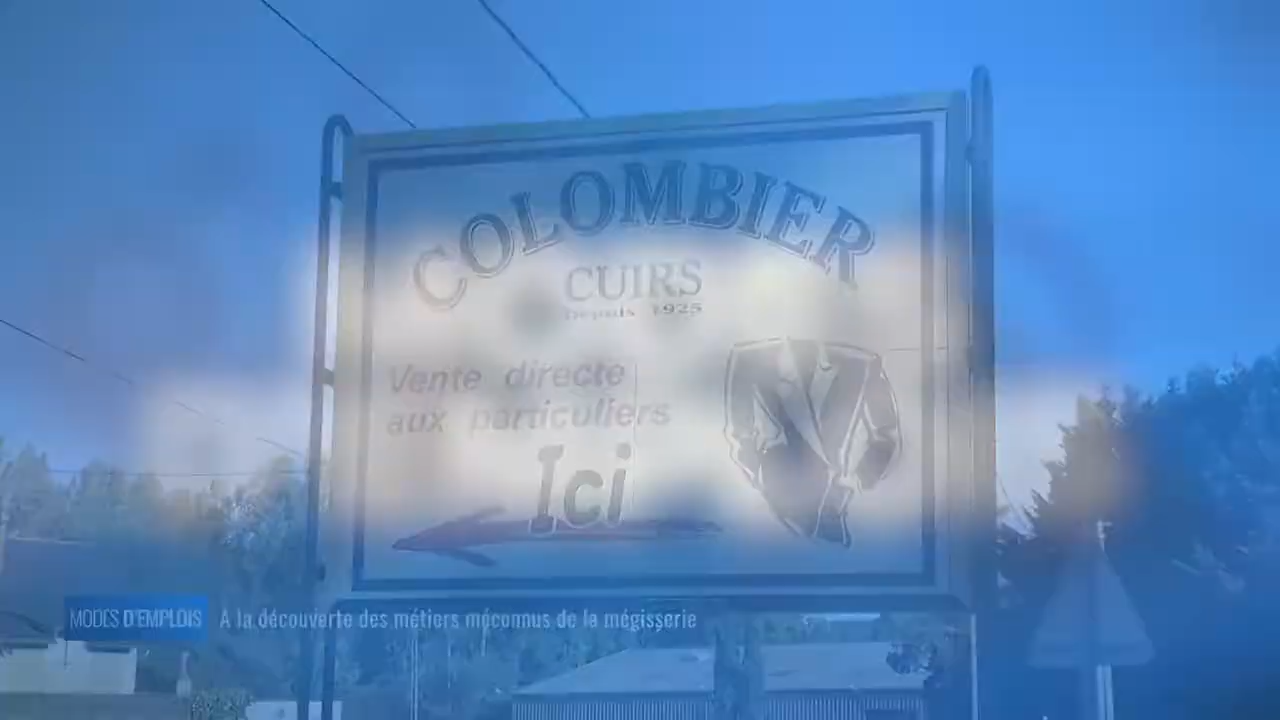 COLOMBIER
CUIRS
Depuis 1925
Vente directe
aux particuliers
Ici
MODES D'EMPLOIS A la découverte des métiers méconnus de la mégisserie